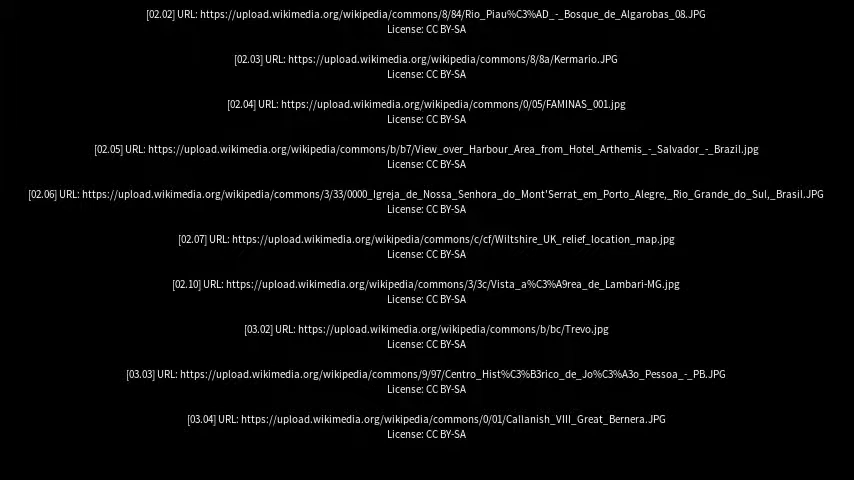 [02.02] URL: https://upload.wikimedia.org/wikipedia/commons/8/84/Rio_Piau%C3%AD_-_Bosque_de_Algarobas_08.JPG
License: CC BY-SA
[02.03] URL: https://upload.wikimedia.org/wikipedia/commons/8/8a/Kermario.JPG
License: CC BY-SA
[02.04] URL: https://upload.wikimedia.org/wikipedia/commons/0/05/FAMINAS_001.jpg
License: CC BY-SA
[02.05] URL: https://upload.wikimedia.org/wikipedia/commons/b/b7/View_over_Harbour_Area_from_Hotel_Arthemis_-_Salvador_-_Brazil.jpg
License: CC BY-SA
[02.06] URL: https://upload.wikimedia.org/wikipedia/commons/3/33/0000_Igreja_de_Nossa_Senhora_do_Mont'Serrat_em_Porto_Alegre,_Rio_Grande_do_Sul,_Brasil.JPG
License: CC BY-SA
[02.07] URL: https://upload.wikimedia.org/wikipedia/commons/c/cf/Wiltshire_UK_relief_location_map.jpg
License: CC BY-SA
[02.10] URL: https://upload.wikimedia.org/wikipedia/commons/3/3c/Vista_a%C3%A9rea_de_Lambari-MG.jpg
License: CC BY-SA
[03.02] URL: https://upload.wikimedia.org/wikipedia/commons/b/bc/Trevo.jpg
License: CC BY-SA
[03.03] URL: https://upload.wikimedia.org/wikipedia/commons/9/97/Centro_Hist%C3%B3rico_de_Jo%C3%A3o_Pessoa_-_PB.JPG
License: CC BY-SA
[03.04] URL: https://upload.wikimedia.org/wikipedia/commons/0/01/Callanish_VIII_Great_Bernera.JPG
License: CC BY-SA